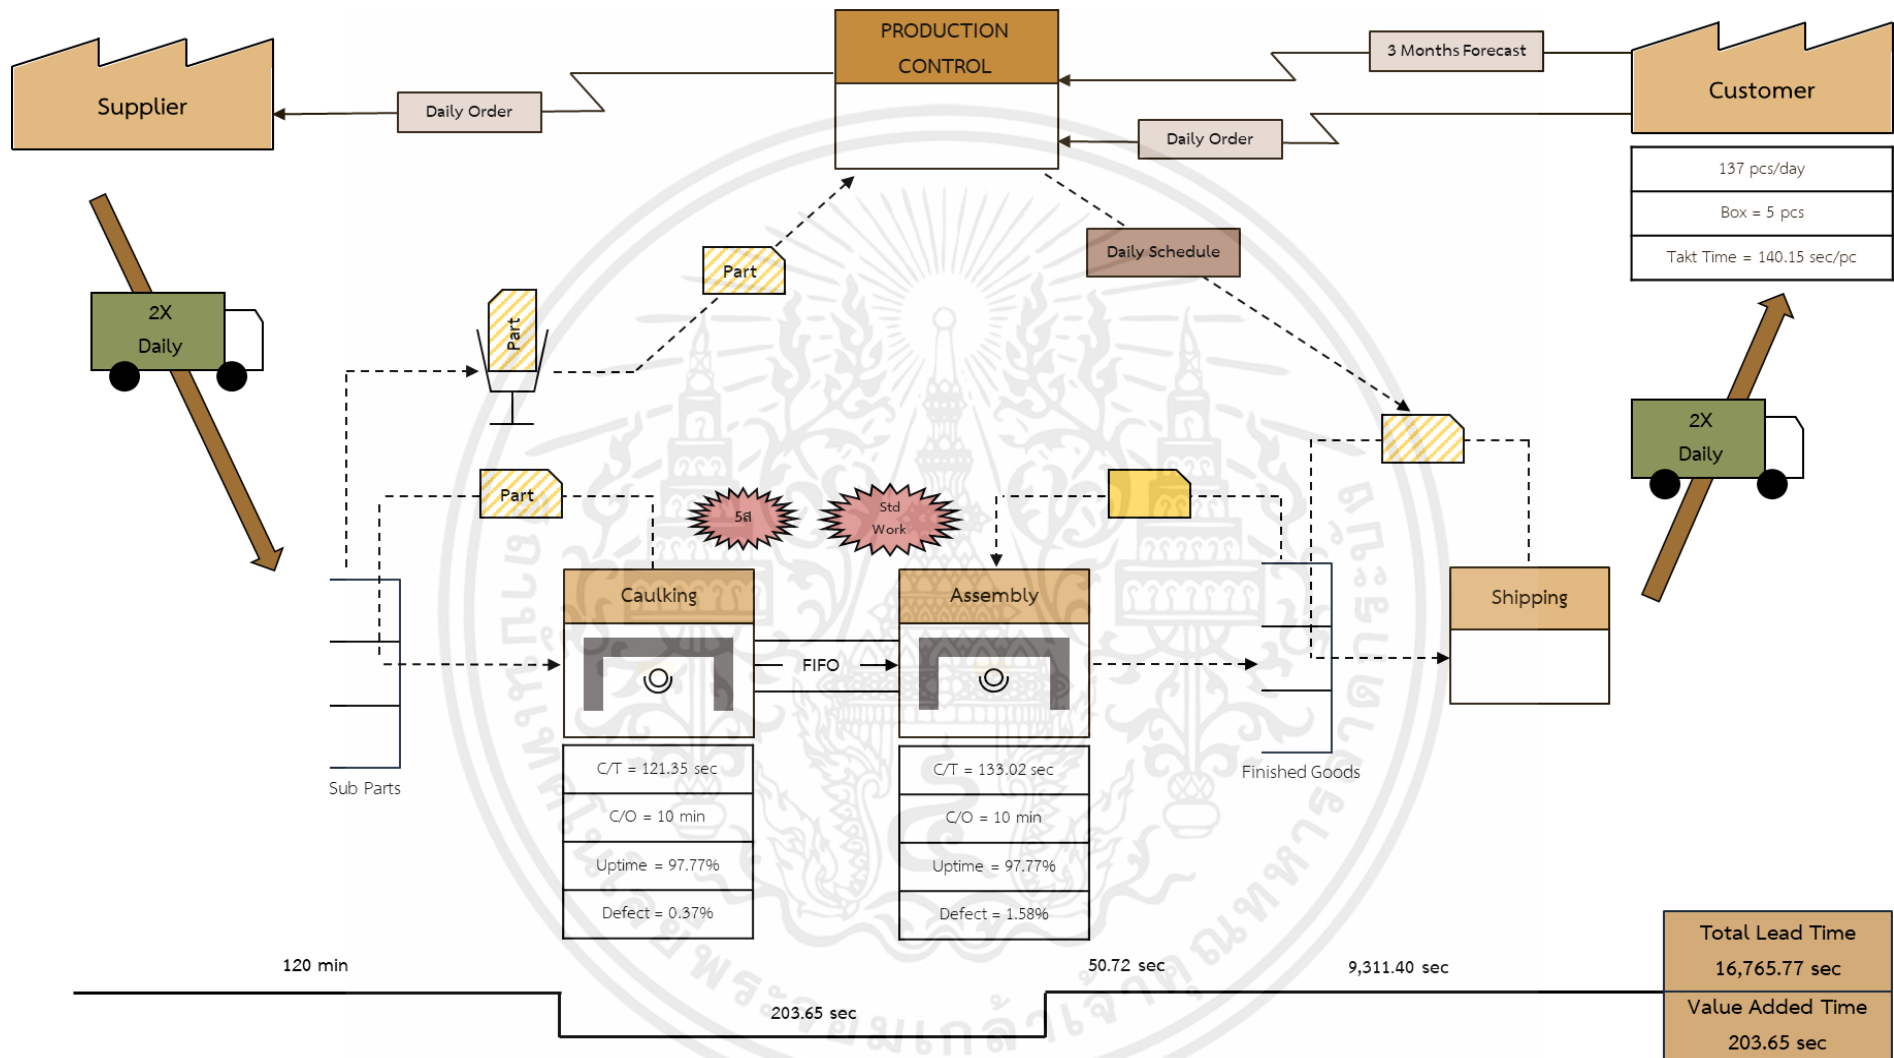 PRODUCTION
CONTROL
3 Months Forecast
Supplier
Daily Order
Customer
Daily Order
137 pcs/day
Box = 5 pcs
Takt Time = 140.15 sec/pc
Daily Schedule
Part
2X
Daily
Part
2X
Daily
Part
5ส
Std
Work
Caulking
Assembly
Shipping
FIFO
Sub Parts
Finished Goods
C/T = 121.35 sec
C/O = 10 min
Uptime = 97.77%
Defect = 0.37%
C/T = 133.02 sec
C/O = 10 min
Uptime = 97.77%
Defect = 1.58%
120 min
203.65 sec
50.72 sec
9,311.40 sec
Total Lead Time
16,765.77 sec
Value Added Time
203.65 sec